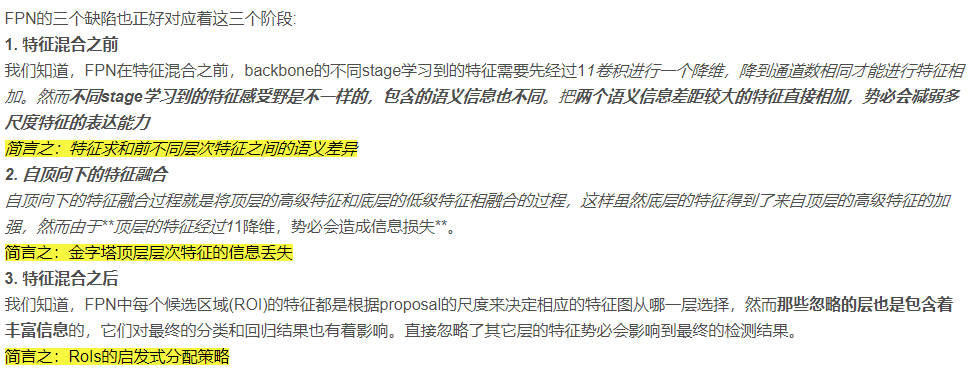 FPN的三个缺陷也正好对应着这三个阶段:
1. 特征混合之前
我们知道，FPN在特征混合之前，backbone的不同stage学习到的特征需要先经过11卷积进行一个降维，降到通道数相同才能进行特征相
加。然而不同stage学习到的特征感受野是不一样的，包含的语义信息也不同。把两个语义信息差距较大的特征直接相加，势必会减弱多
尺度特征的表达能力
简言之：特征求和前不同层次特征之间的语义差异
2. 自顶向下的特征融合
自顶向下的特征融合过程就是将顶层的高级特征和底层的低级特征相融合的过程，这样虽然底层的特征得到了来自顶层的高级特征的加
强，然而由于**顶层的特征经过11降维，势必会造成信息损失**。
简言之：金字塔顶层层次特征的信息丢失
3. 特征混合之后
我们知道，FPN中每个候选区域(ROI)的特征都是根据proposal的尺度来决定相应的特征图从哪一层选择，然而那些忽略的层也是包含着
丰富信息的，它们对最终的分类和回归结果也有着影响。直接忽略了其它层的特征势必会影响到最终的检测结果。
简言之：RoIs的启发式分配策略